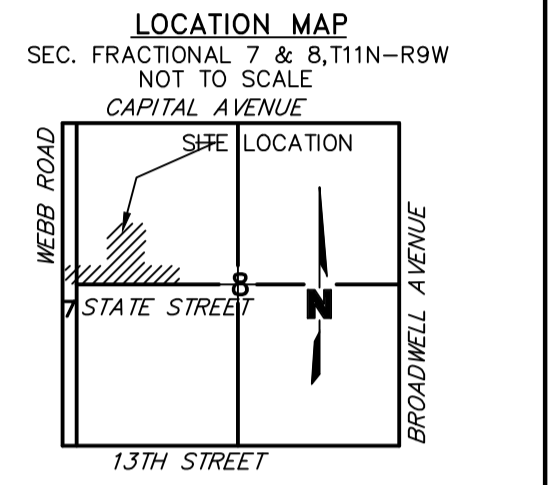 LOCATION MAP
SEC. FRACTIONAL 7 & 8,T11N-R9W
NOT TO SCALE
CAPITAL AVENUE
WEBB ROAD
SITE LOCATION
BROADWELL AVENUE
8
7
STATE STREET
N
13TH STREET